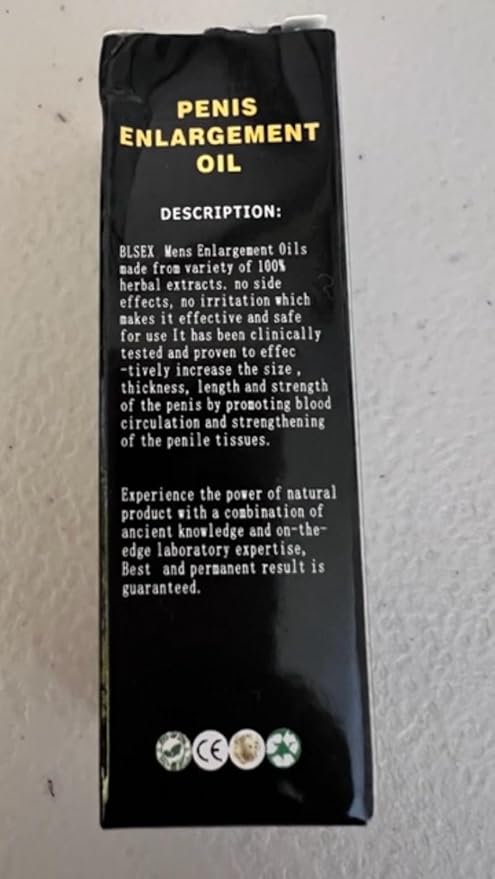 PENIS
ENLARGEMENT
OIL
DESCRIPTION:
BLSEX Mens Enlargement Oils
made from variety of 100%
herbal extracts. no side
effects, no irritation which
makes it effective and safe
for use It has been clinically
tested and proven to effec
-tively increase the size ,
thickness, length and strength
of the penis by promoting blood
circulation and strengthening
of the penile tissues.
Experience the power of natural
product with a combination of
ancient knowledge and on-the-
edge laboratory expertise,
Best and permanent result is
guaranteed.
CE